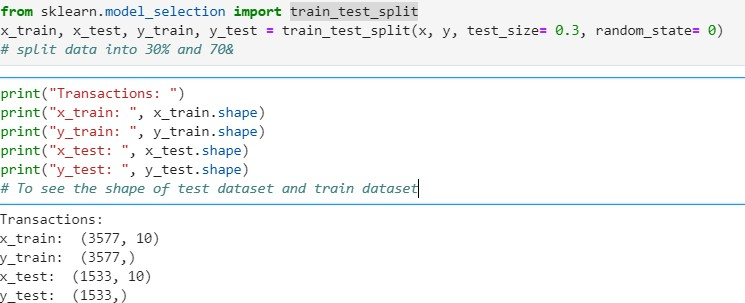 from sklearn.model_selection import train_test_split
x_train, x_test, y_train, y_test = train_test_split(x, y, test_size= 0.3, random_state= 0)
# split data into 30% and 70&
print("Transactions: ")
print("x_train: ", x_train.shape)
print("y_train: ", y_train.shape)
print("x_test: ", x_test.shape)
print("y_test: ", y_test.shape)
# To see the shape of test dataset and train dataset
Transactions:
x_train:  (3577, 10)
y_train:  (3577,)
x_test:  (1533, 10)
y_test:  (1533,)